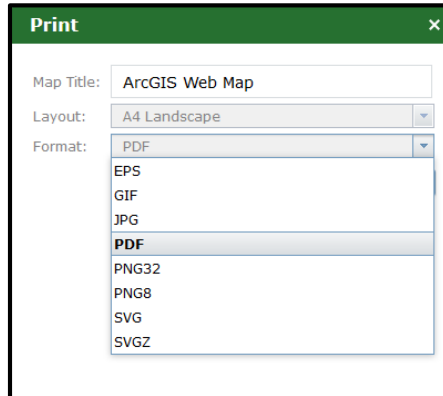 Print ×
Map Title: ArcGIS Web Map
Layout: A4 Landscape
Format: PDF
EPS
GIF
JPG
PDF
PNG32
PNG8
SVG
SVGZ